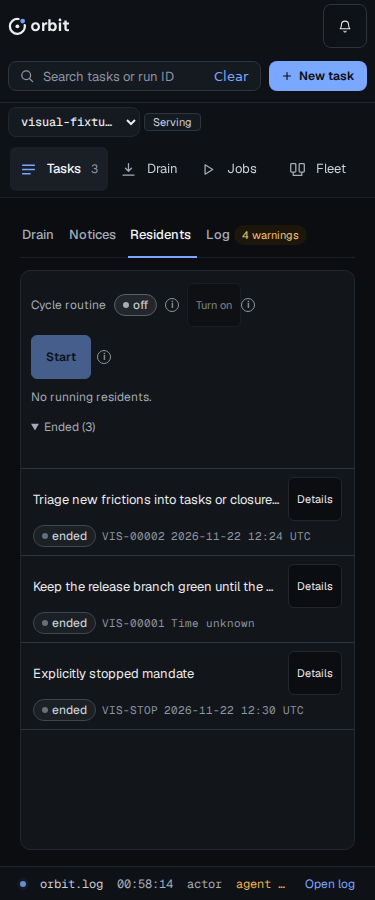 orbit
Search tasks or run ID Clear
+ New task
visual-fixtu… Serving
Tasks 3 Drain Jobs Fleet
Drain Notices Residents Log 4 warnings
Cycle routine off Turn on
Start
No running residents.
▼ Ended (3)
Triage new frictions into tasks or closure… Details
ended VIS-00002 2026-11-22 12:24 UTC
Keep the release branch green until the … Details
ended VIS-00001 Time unknown
Explicitly stopped mandate Details
ended VIS-STOP 2026-11-22 12:30 UTC
orbit.log 00:58:14 actor agent … Open log